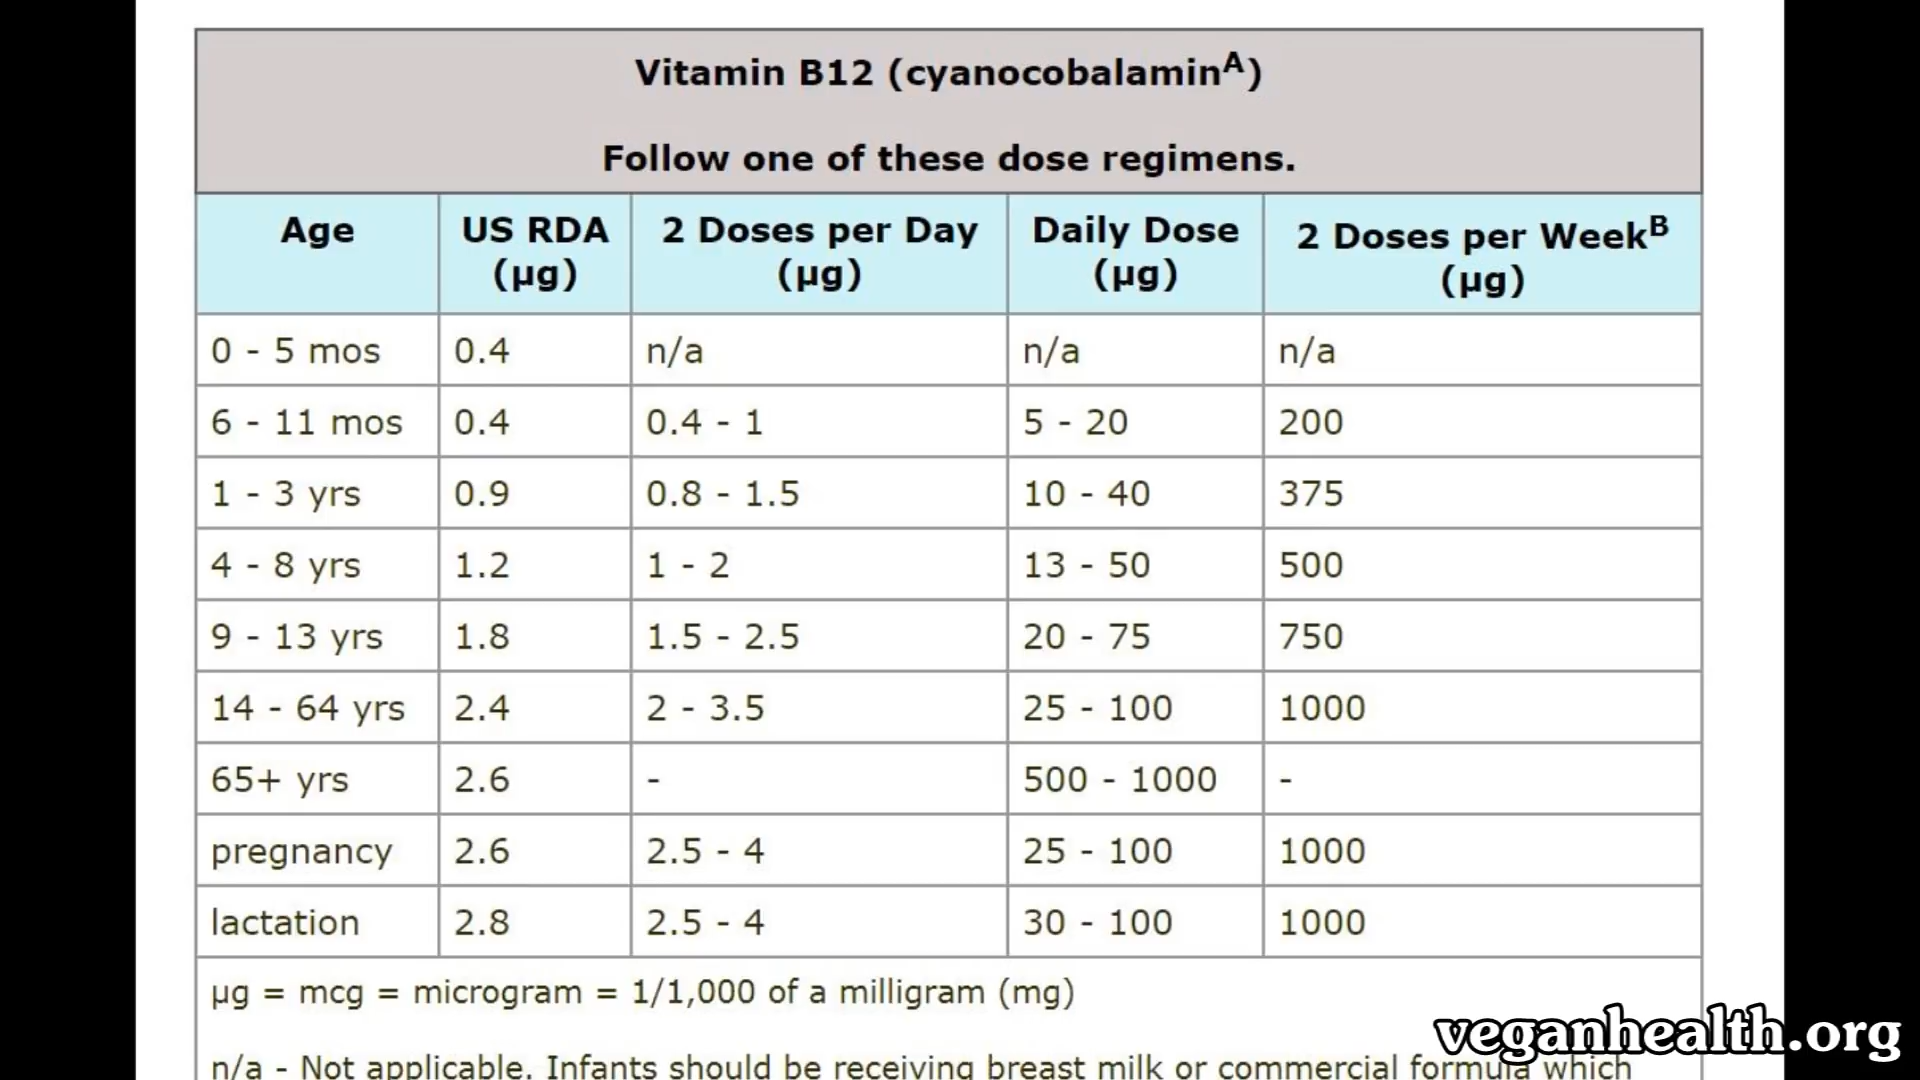 Vitamin B12 (cyanocobalaminA)
Follow one of these dose regimens.
Age US RDA (µg) 2 Doses per Day (µg) Daily Dose (µg) 2 Doses per WeekB (µg)
0 - 5 mos 0.4 n/a n/a n/a
6 - 11 mos 0.4 0.4 - 1 5 - 20 200
1 - 3 yrs 0.9 0.8 - 1.5 10 - 40 375
4 - 8 yrs 1.2 1 - 2 13 - 50 500
9 - 13 yrs 1.8 1.5 - 2.5 20 - 75 750
14 - 64 yrs 2.4 2 - 3.5 25 - 100 1000
65+ yrs 2.6 - 500 - 1000 -
pregnancy 2.6 2.5 - 4 25 - 100 1000
lactation 2.8 2.5 - 4 30 - 100 1000
µg = mcg = microgram = 1/1,000 of a milligram (mg)
n/a - Not applicable. Infants should be receiving breast milk or commercial formula which
veganhealth.org